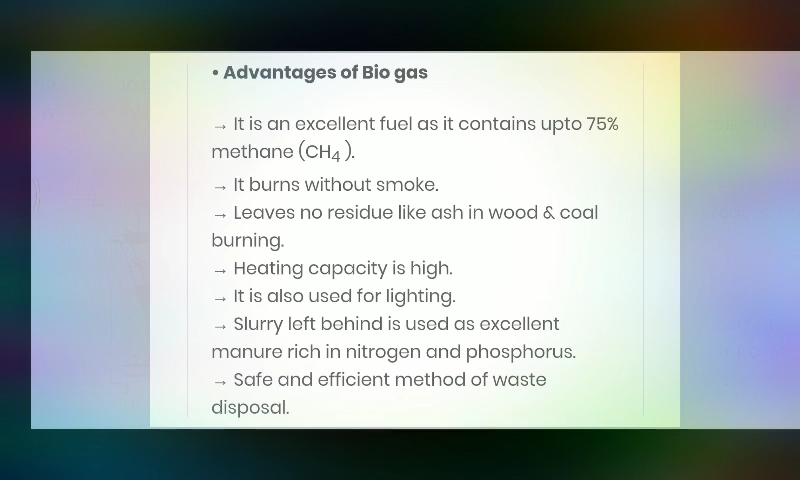 • Advantages of Bio gas
→ It is an excellent fuel as it contains upto 75%
methane (CH4 ).
→ It burns without smoke.
→ Leaves no residue like ash in wood & coal
burning.
→ Heating capacity is high.
→ It is also used for lighting.
→ Slurry left behind is used as excellent
manure rich in nitrogen and phosphorus.
→ Safe and efficient method of waste
disposal.